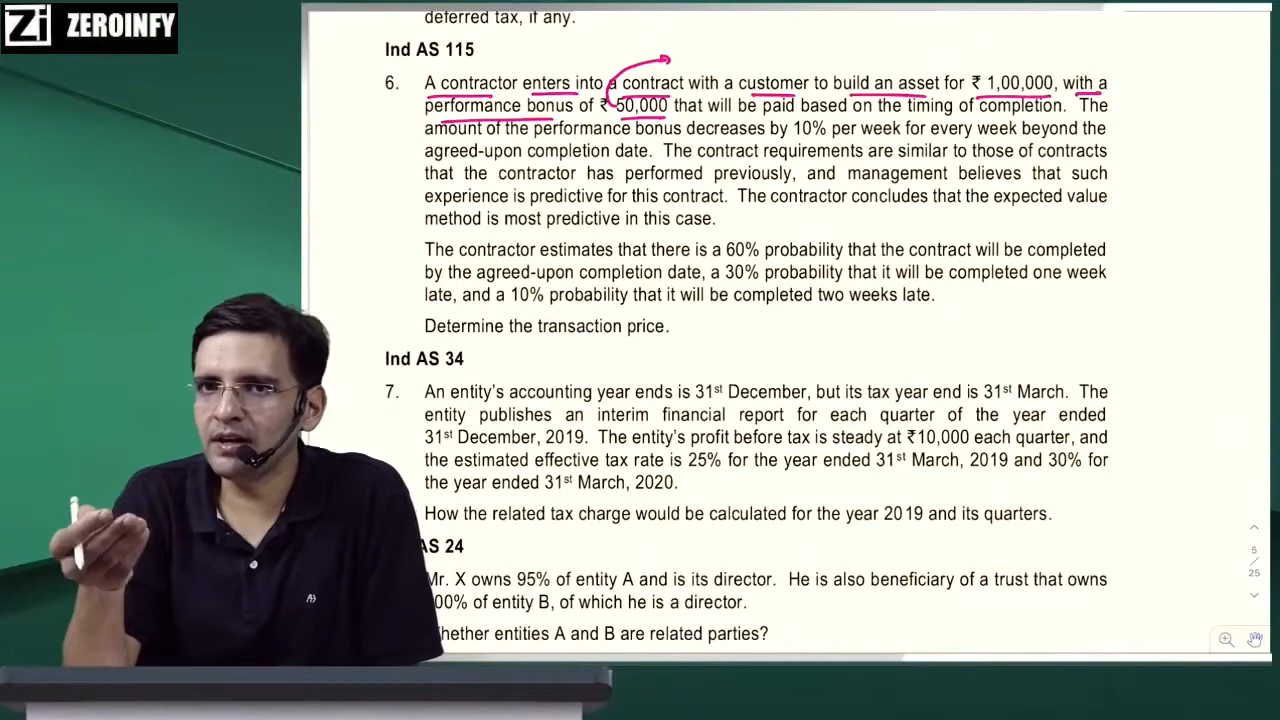 Zi ZEROINFY
deferred tax, if any.
Ind AS 115
6. A contractor enters into a contract with a customer to build an asset for ₹ 1,00,000, with a
performance bonus of ₹ 50,000 that will be paid based on the timing of completion. The
amount of the performance bonus decreases by 10% per week for every week beyond the
agreed-upon completion date. The contract requirements are similar to those of contracts
that the contractor has performed previously, and management believes that such
experience is predictive for this contract. The contractor concludes that the expected value
method is most predictive in this case.
The contractor estimates that there is a 60% probability that the contract will be completed
by the agreed-upon completion date, a 30% probability that it will be completed one week
late, and a 10% probability that it will be completed two weeks late.
Determine the transaction price.
Ind AS 34
7. An entity's accounting year ends is 31st December, but its tax year end is 31st March. The
entity publishes an interim financial report for each quarter of the year ended
31st December, 2019. The entity's profit before tax is steady at ₹10,000 each quarter, and
the estimated effective tax rate is 25% for the year ended 31st March, 2019 and 30% for
the year ended 31st March, 2020.
How the related tax charge would be calculated for the year 2019 and its quarters.
AS 24
Mr. X owns 95% of entity A and is its director. He is also beneficiary of a trust that owns
00% of entity B, of which he is a director.
hether entities A and B are related parties?
5
/
25